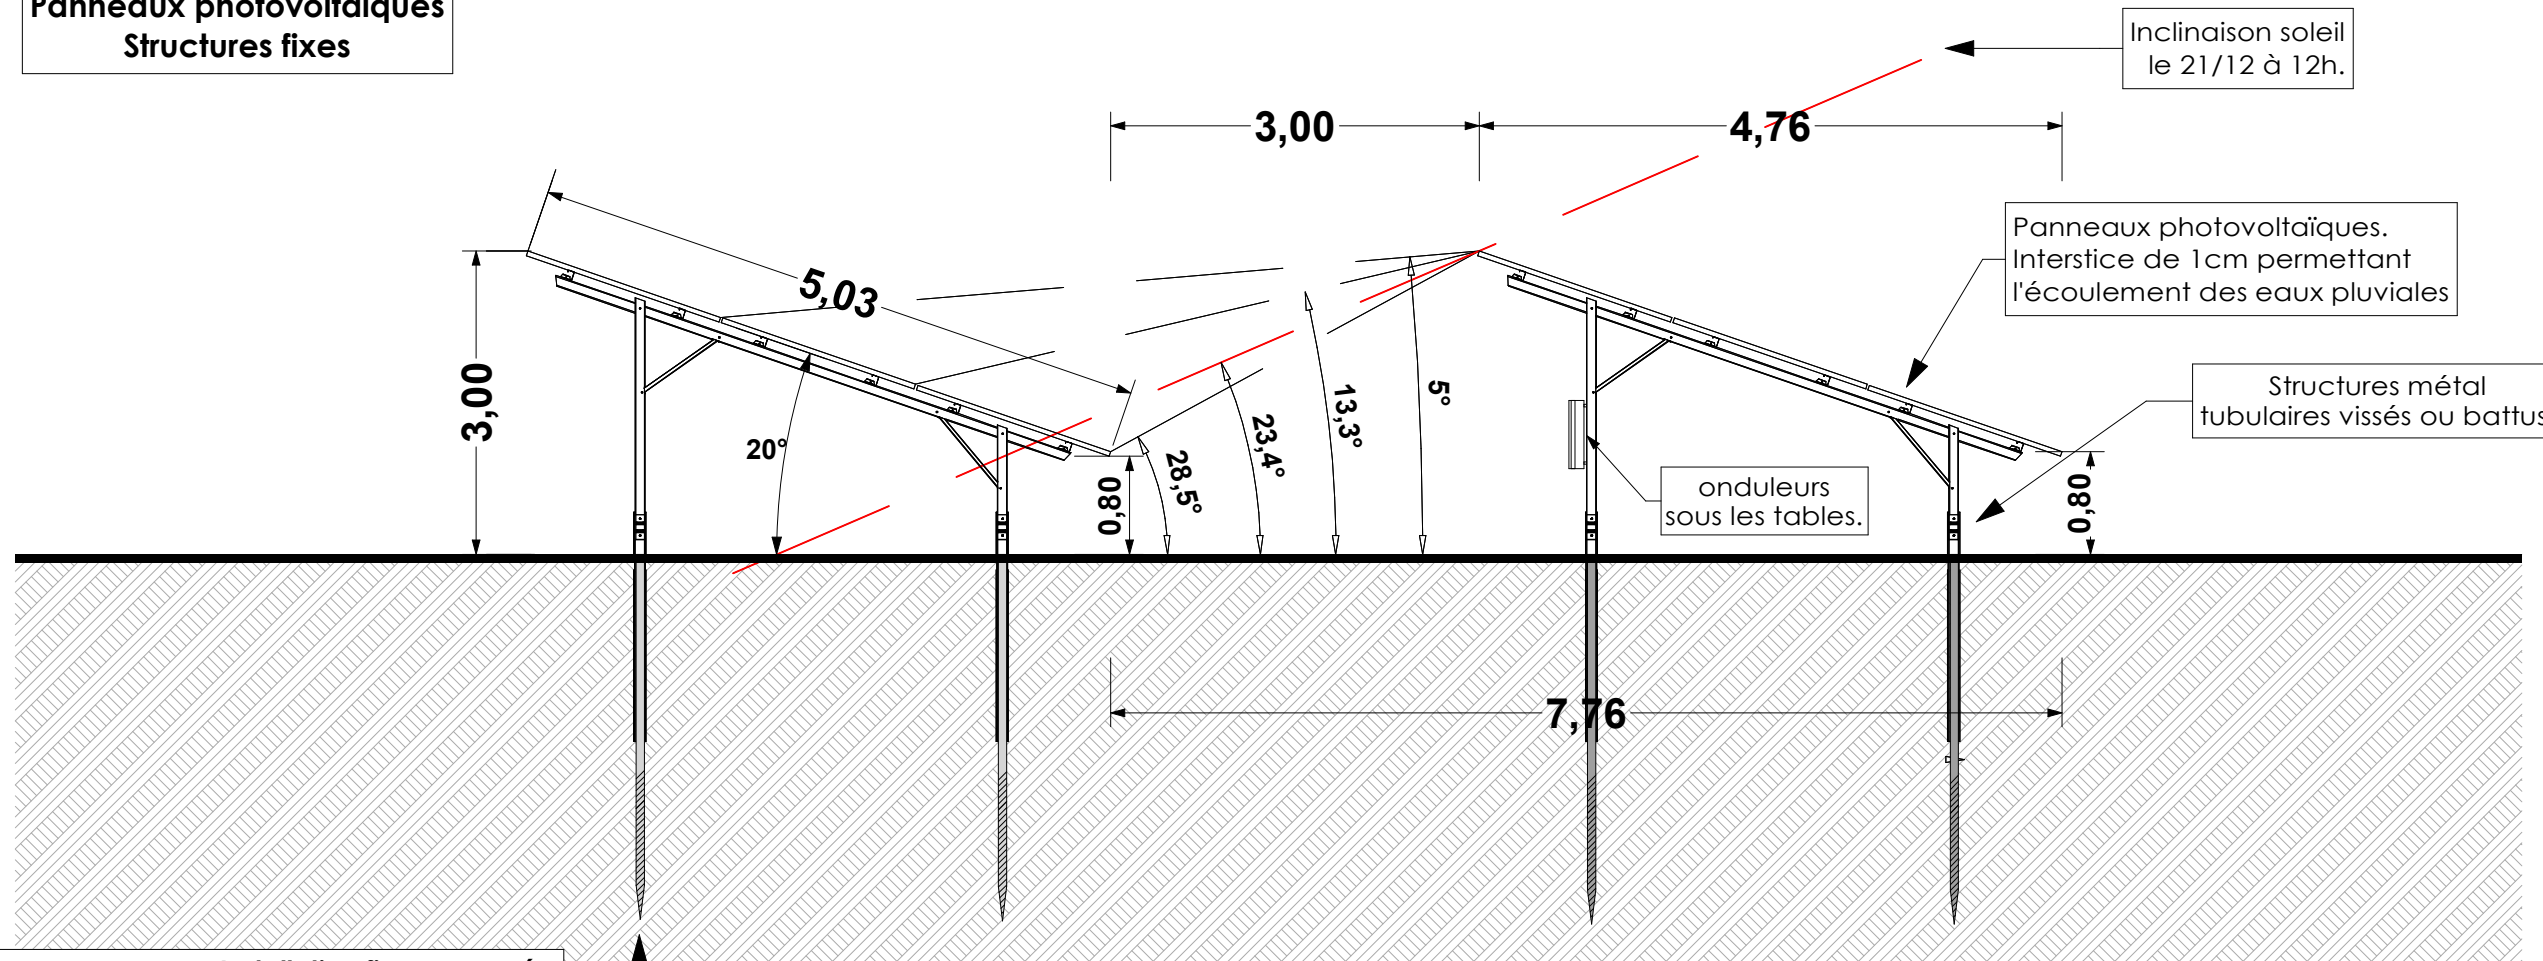 Panneaux photovoltaïques
Structures fixes
Inclinaison soleil
le 21/12 à 12h.
3,00
4,76
Panneaux photovoltaïques.
Interstice de 1cm permettant
l'écoulement des eaux pluviales
5,03
3,00
20°
0,80
28,5°
23,4°
13,3°
5°
Structures métal
tubulaires vissés ou battus
onduleurs
sous les tables.
0,80
7,76